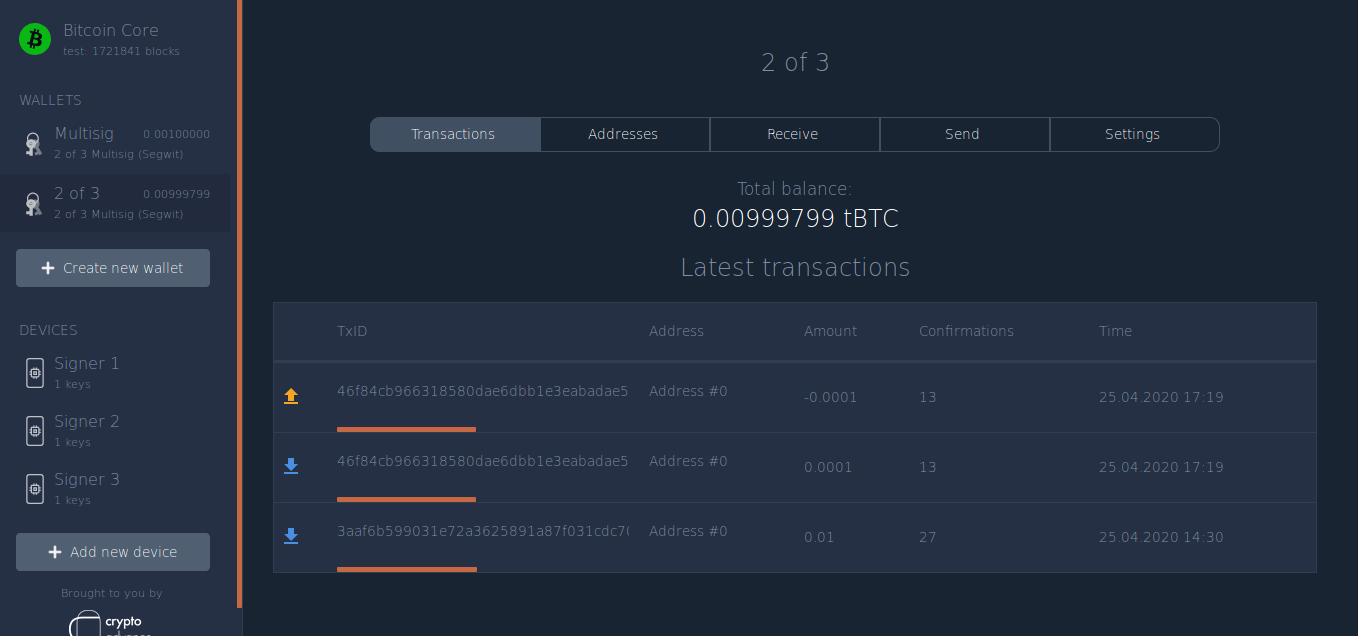 Bitcoin Core
test: 1721841 blocks
WALLETS
Multisig 0.00100000
2 of 3 Multisig (Segwit)
2 of 3 0.00999799
2 of 3 Multisig (Segwit)
Create new wallet
DEVICES
Signer 1
1 keys
Signer 2
1 keys
Signer 3
1 keys
Add new device
Brought to you by
crypto
advance
2 of 3
Transactions Addresses Receive Send Settings
Total balance:
0.00999799 tBTC
Latest transactions
TxID Address Amount Confirmations Time
46f84cb966318580dae6dbb1e3eabadae5 Address #0 -0.0001 13 25.04.2020 17:19
46f84cb966318580dae6dbb1e3eabadae5 Address #0 0.0001 13 25.04.2020 17:19
3aaf6b599031e72a3625891a87f031cdc70 Address #0 0.01 27 25.04.2020 14:30